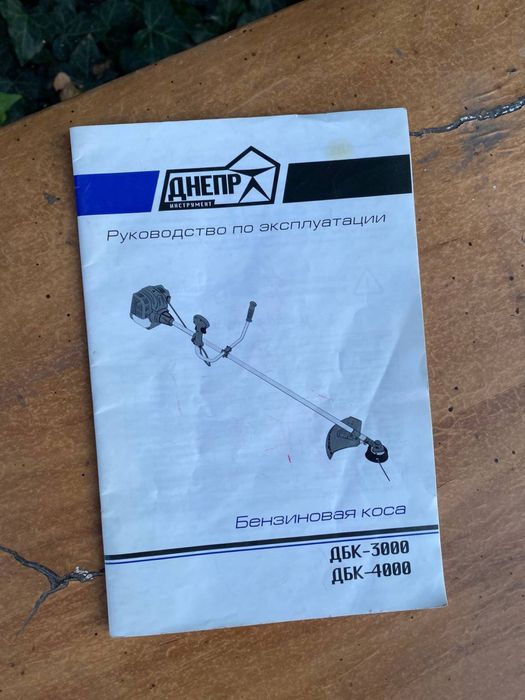 ДНЕПР
ИНСТРУМЕНТ
Руководство по эксплуатации
Бензиновая коса
ДБК-3000
ДБК-4000